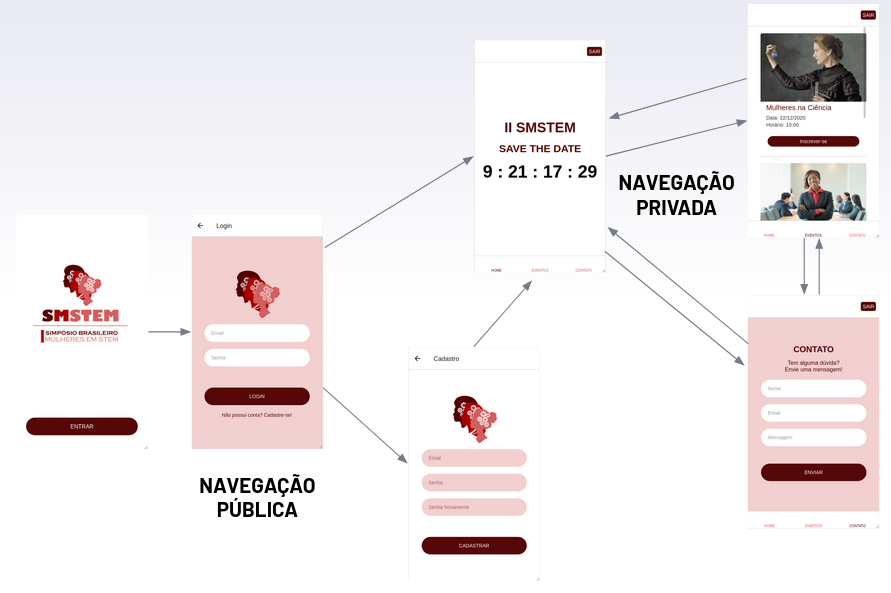 SMSTEM
I SIMPÓSIO BRASILEIRO
MULHERES EM STEM
ENTRAR
Login
Email
Senha
LOGIN
Não possui conta? Cadastre-se!
NAVEGAÇÃO
PÚBLICA
Cadastro
Email
Senha
Senha Novamente
CADASTRAR
SAIR
II SMSTEM
SAVE THE DATE
9 : 21 : 17 : 29
HOME EVENTOS CONTATO
NAVEGAÇÃO
PRIVADA
SAIR
Mulheres na Ciência
Data: 22/12/2020
Horário: 10:00
Inscrever-se
HOME EVENTOS CONTATO
SAIR
CONTATO
Tem alguma dúvida?
Envie uma mensagem!
Nome
Email
Mensagem
ENVIAR
HOME EVENTOS CONTATO